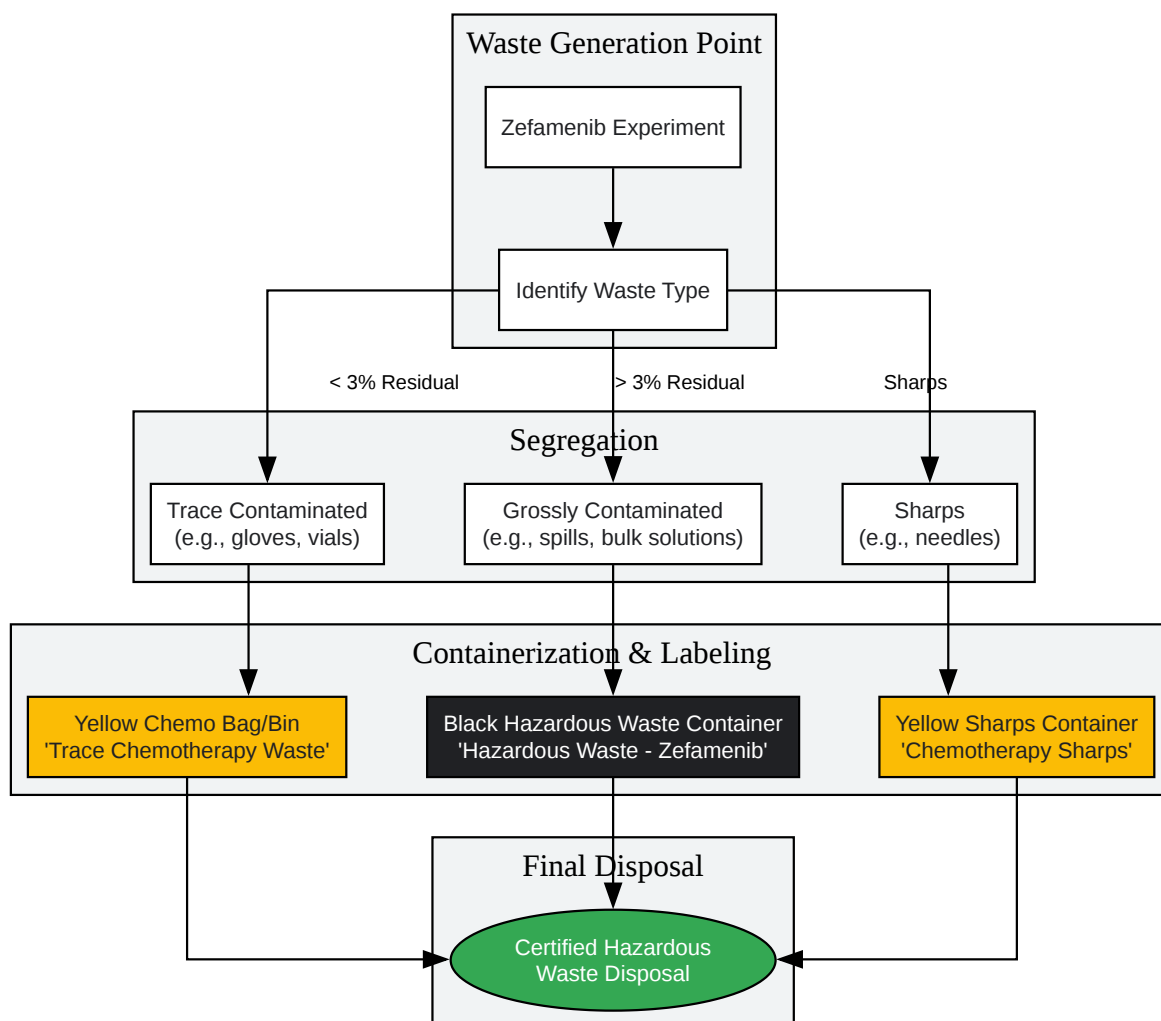 Waste Generation Point
Zefamenib Experiment
Identify Waste Type
< 3% Residual
> 3% Residual
Sharps
Segregation
Trace Contaminated
(e.g., gloves, vials)
Grossly Contaminated
(e.g., spills, bulk solutions)
Sharps
(e.g., needles)
Containerization & Labeling
Yellow Chemo Bag/Bin
'Trace Chemotherapy Waste'
Black Hazardous Waste Container
'Hazardous Waste - Zefamenib'
Yellow Sharps Container
'Chemotherapy Sharps'
Final Disposal
Certified Hazardous
Waste Disposal